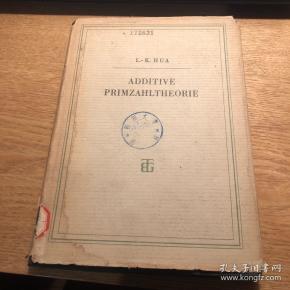 172631
L.-K. HUA
ADDITIVE
PRIMZAHLTHEORIE
孔夫子旧书网